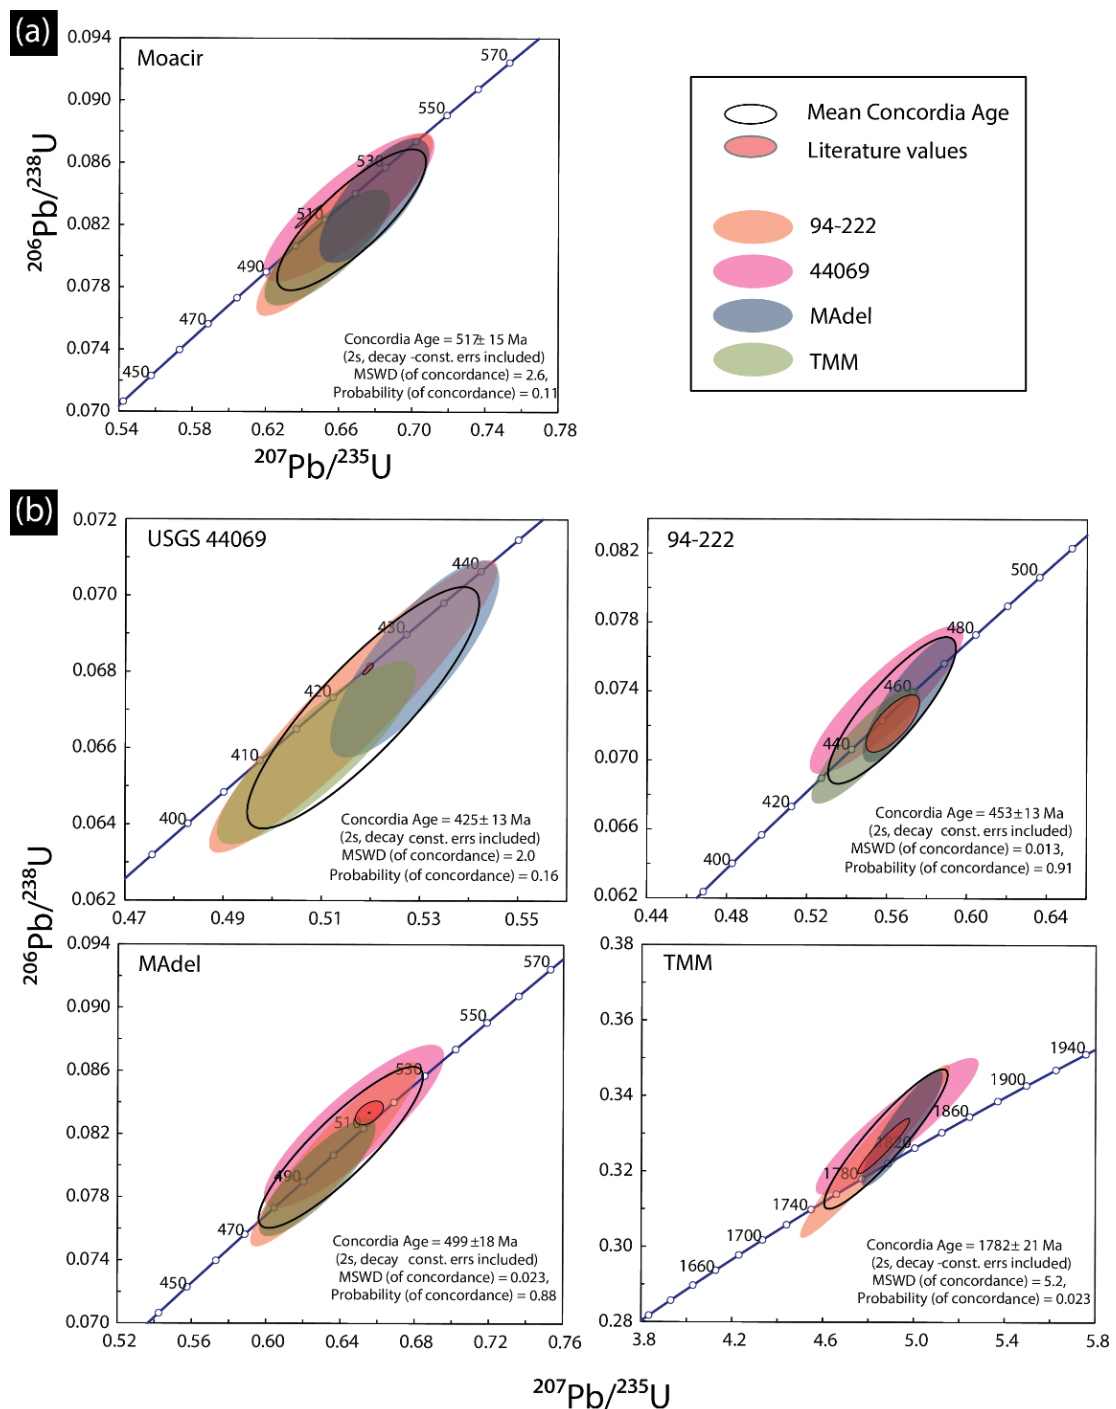 (a)
Moacir
0.094
0.090
0.086
0.082
0.078
0.074
0.070
0.54
0.58
0.62
0.66
0.70
0.74
0.78
450
470
490
510
530
550
570
Concordia Age = 517± 15 Ma
(2s, decay -const. errs included)
MSWD (of concordance) = 2.6,
Probability (of concordance) = 0.11
²⁰⁶Pb/²³⁸U
²⁰⁷Pb/²³⁵U
Mean Concordia Age
Literature values
94-222
44069
MAdel
TMM
(b)
USGS 44069
0.072
0.070
0.068
0.066
0.064
0.062
0.47
0.49
0.51
0.53
0.55
400
410
420
430
440
Concordia Age = 425± 13 Ma
(2s, decay const. errs included)
MSWD (of concordance) = 2.0
Probability (of concordance) = 0.16
94-222
0.082
0.078
0.074
0.070
0.066
0.062
0.44
0.48
0.52
0.56
0.60
0.64
400
420
440
460
480
500
Concordia Age = 453±13 Ma
(2s, decay const. errs included)
MSWD (of concordance) = 0.013,
Probability (of concordance) = 0.91
²⁰⁶Pb/²³⁸U
MAdel
0.094
0.090
0.086
0.082
0.078
0.074
0.070
0.52
0.56
0.60
0.64
0.68
0.72
0.76
450
470
490
510
530
550
570
Concordia Age = 499 ±18 Ma
(2s, decay const. errs included)
MSWD (of concordance) = 0.023,
Probability (of concordance) = 0.88
TMM
0.38
0.36
0.34
0.32
0.30
0.28
3.8
4.2
4.6
5.0
5.4
5.8
1660
1700
1740
1780
1820
1860
1900
1940
Concordia Age = 1782± 21 Ma
(2s, decay -const. errs included)
MSWD (of concordance) = 5.2,
Probability (of concordance) = 0.023
²⁰⁷Pb/²³⁵U